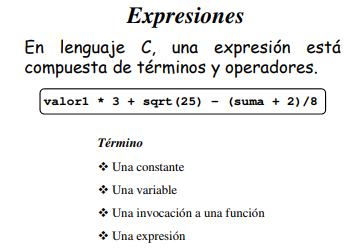 Expresiones
En lenguaje C, una expresión está
compuesta de términos y operadores.
valor1 * 3 + sqrt(25) - (suma + 2)/8
Término
❖ Una constante
❖ Una variable
❖ Una invocación a una función
❖ Una expresión